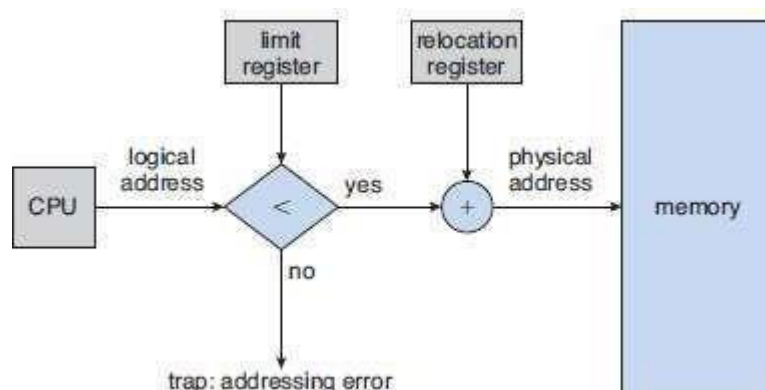 limit
register
relocation
register
logical
address
physical
address
CPU
<
yes
+
memory
no
trap: addressing error